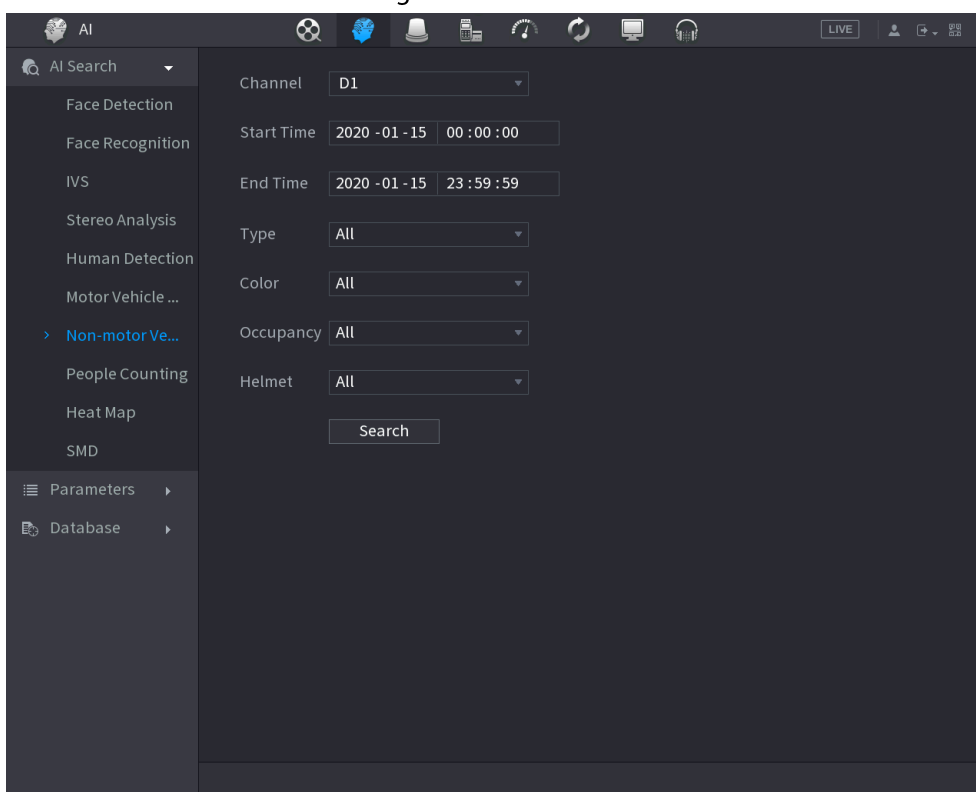 AI
LIVE
AI Search
Face Detection
Face Recognition
IVS
Stereo Analysis
Human Detection
Motor Vehicle ...
Non-motor Ve...
People Counting
Heat Map
SMD
Parameters
Database
Channel D1
Start Time 2020 -01 -15 00 :00 :00
End Time 2020 -01 -15 23 :59 :59
Type All
Color All
Occupancy All
Helmet All
Search